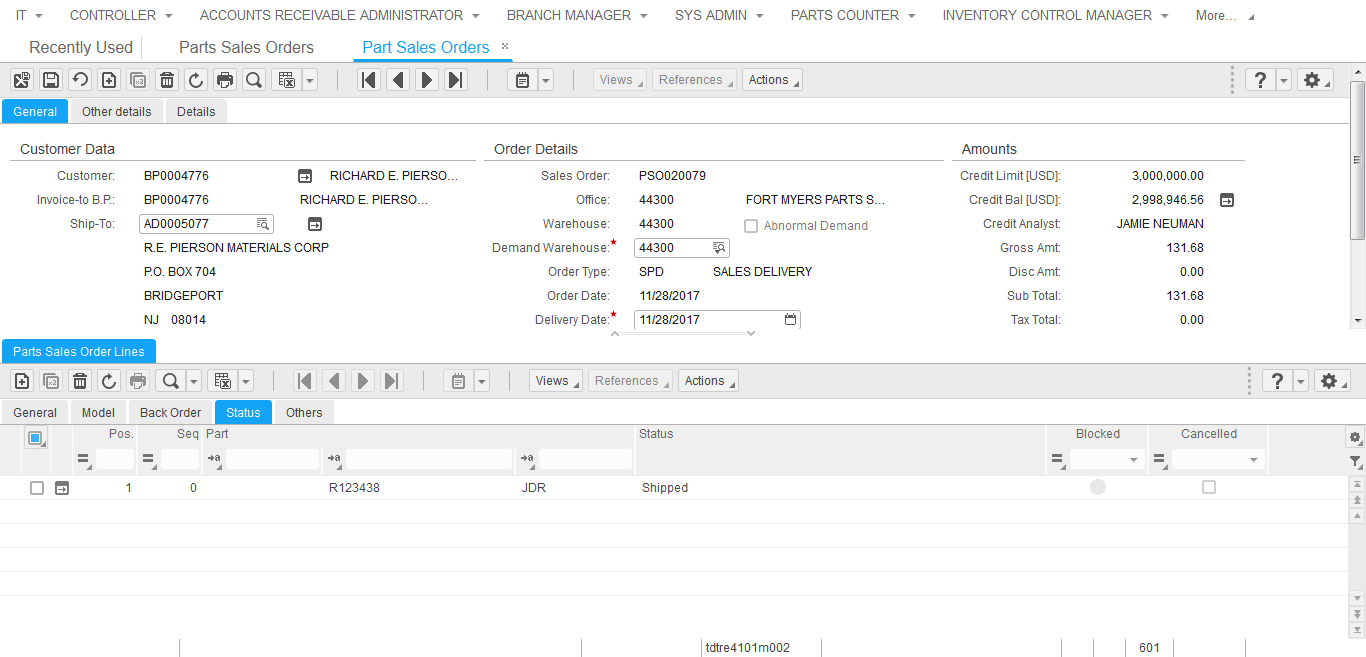 IT CONTROLLER ACCOUNTS RECEIVABLE ADMINISTRATOR BRANCH MANAGER SYS ADMIN PARTS COUNTER INVENTORY CONTROL MANAGER More...
Recently Used Parts Sales Orders Part Sales Orders ×
Views References Actions ?
General Other details Details
Customer Data Order Details Amounts
Customer: BP0004776 RICHARD E. PIERSO... Sales Order: PSO020079 Credit Limit [USD]: 3,000,000.00
Invoice-to B.P.: BP0004776 RICHARD E. PIERSO... Office: 44300 FORT MYERS PARTS S... Credit Bal [USD]: 2,998,946.56
Ship-To: AD0005077 Warehouse: 44300 Abnormal Demand Credit Analyst: JAMIE NEUMAN
R.E. PIERSON MATERIALS CORP Demand Warehouse:* 44300 Gross Amt: 131.68
P.O. BOX 704 Order Type: SPD SALES DELIVERY Disc Amt: 0.00
BRIDGEPORT Order Date: 11/28/2017 Sub Total: 131.68
NJ 08014 Delivery Date:* 11/28/2017 Tax Total: 0.00
Parts Sales Order Lines
Views References Actions ?
General Model Back Order Status Others
Pos. Seq Part Status Blocked Cancelled
1 0 R123438 JDR Shipped
tdtre4101m002 601